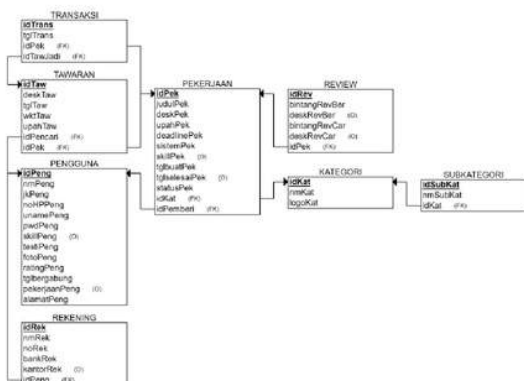 TRANSAKSI
idTrans
tglTrans
idPek (FK)
idTawJadi (FK)
TAWARAN
idTaw
deskTaw
tglTaw
wktTaw
upahTaw
idPencari (FK)
idPek (FK)
PENGGUNA
idPeng
nmPeng
jkPeng
noHPPeng
unamePeng
pwdPeng
skillPeng (O)
testiPeng
fotoPeng
ratingPeng
tglbergabung
pekerjaanPeng (O)
alamatPeng
REKENING
idRek
nmRek
noRek
bankRek
kantorRek (O)
idPeng (FK)
PEKERJAAN
idPek
judulPek
deskPek
upahPek
deadlinePek
sistemPek
skillPek (O)
tglbuatPek
tglselesaiPek (O)
statusPek
idKat (FK)
idPemberi (FK)
REVIEW
idRev
bintangRevBer
deskRevBer (O)
bintangRevCar
deskRevCar (O)
idPek (FK)
KATEGORI
idKat
nmKat
logoKat
SUBKATEGORI
idSubKat
nmSubKat
idKat (FK)